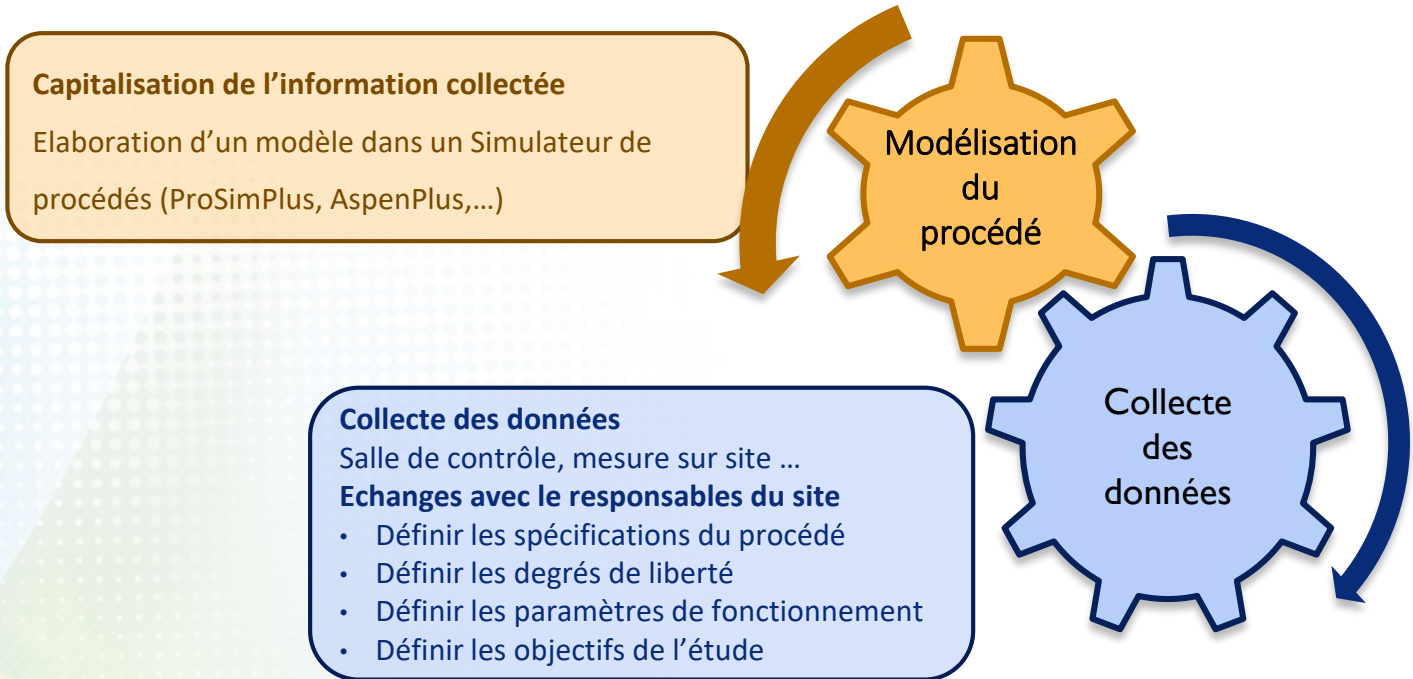 Capitalisation de l’information collectée
Elaboration d’un modèle dans un Simulateur de
procédés (ProSimPlus, AspenPlus,…)
Modélisation
du
procédé
Collecte des données
Salle de contrôle, mesure sur site …
Echanges avec le responsables du site
• Définir les spécifications du procédé
• Définir les degrés de liberté
• Définir les paramètres de fonctionnement
• Définir les objectifs de l’étude
Collecte
des
données